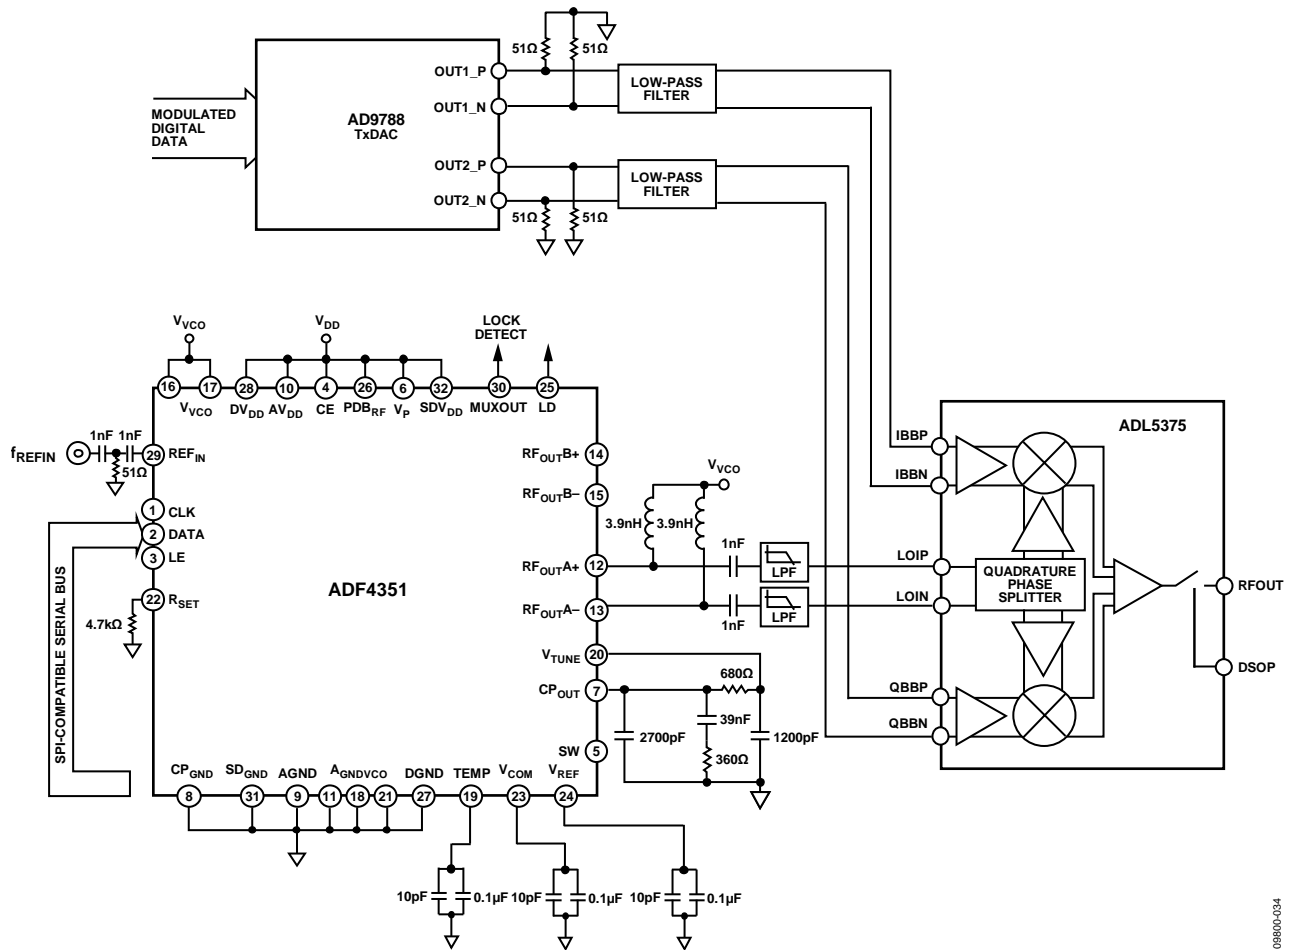 51Ω 51Ω
OUT1_P
LOW-PASS
FILTER
MODULATED
DIGITAL
DATA
AD9788
TxDAC
OUT1_N
OUT2_P
LOW-PASS
FILTER
OUT2_N
51Ω 51Ω
VVCO
VDD
LOCK
DETECT
16 17 28 10 4 26 6 32 30 25
VVCO DVDD AVDD CE PDBRF VP SDVDD MUXOUT LD
ADL5375
fREFIN
1nF 1nF
29 REFIN
51Ω
RFOUTB+ 14
RFOUTB− 15
VVCO
IBBP
IBBN
1 CLK
2 DATA
3 LE
3.9nH 3.9nH
1nF
LPF
RFOUTA+ 12
LOIP
QUADRATURE
PHASE
SPLITTER
RFOUT
ADF4351
22 RSET
4.7kΩ
RFOUTA− 13
1nF
LPF
LOIN
SPI-COMPATIBLE SERIAL BUS
VTUNE 20
680Ω
DSOP
CPOUT 7
QBBP
39nF
2700pF
1200pF
QBBN
360Ω
SW 5
CPGND SDGND AGND AGNDVCO DGND TEMP VCOM VREF
8 31 9 11 18 21 27 19 23 24
10pF 0.1µF 10pF 0.1µF 10pF 0.1µF
09800-034